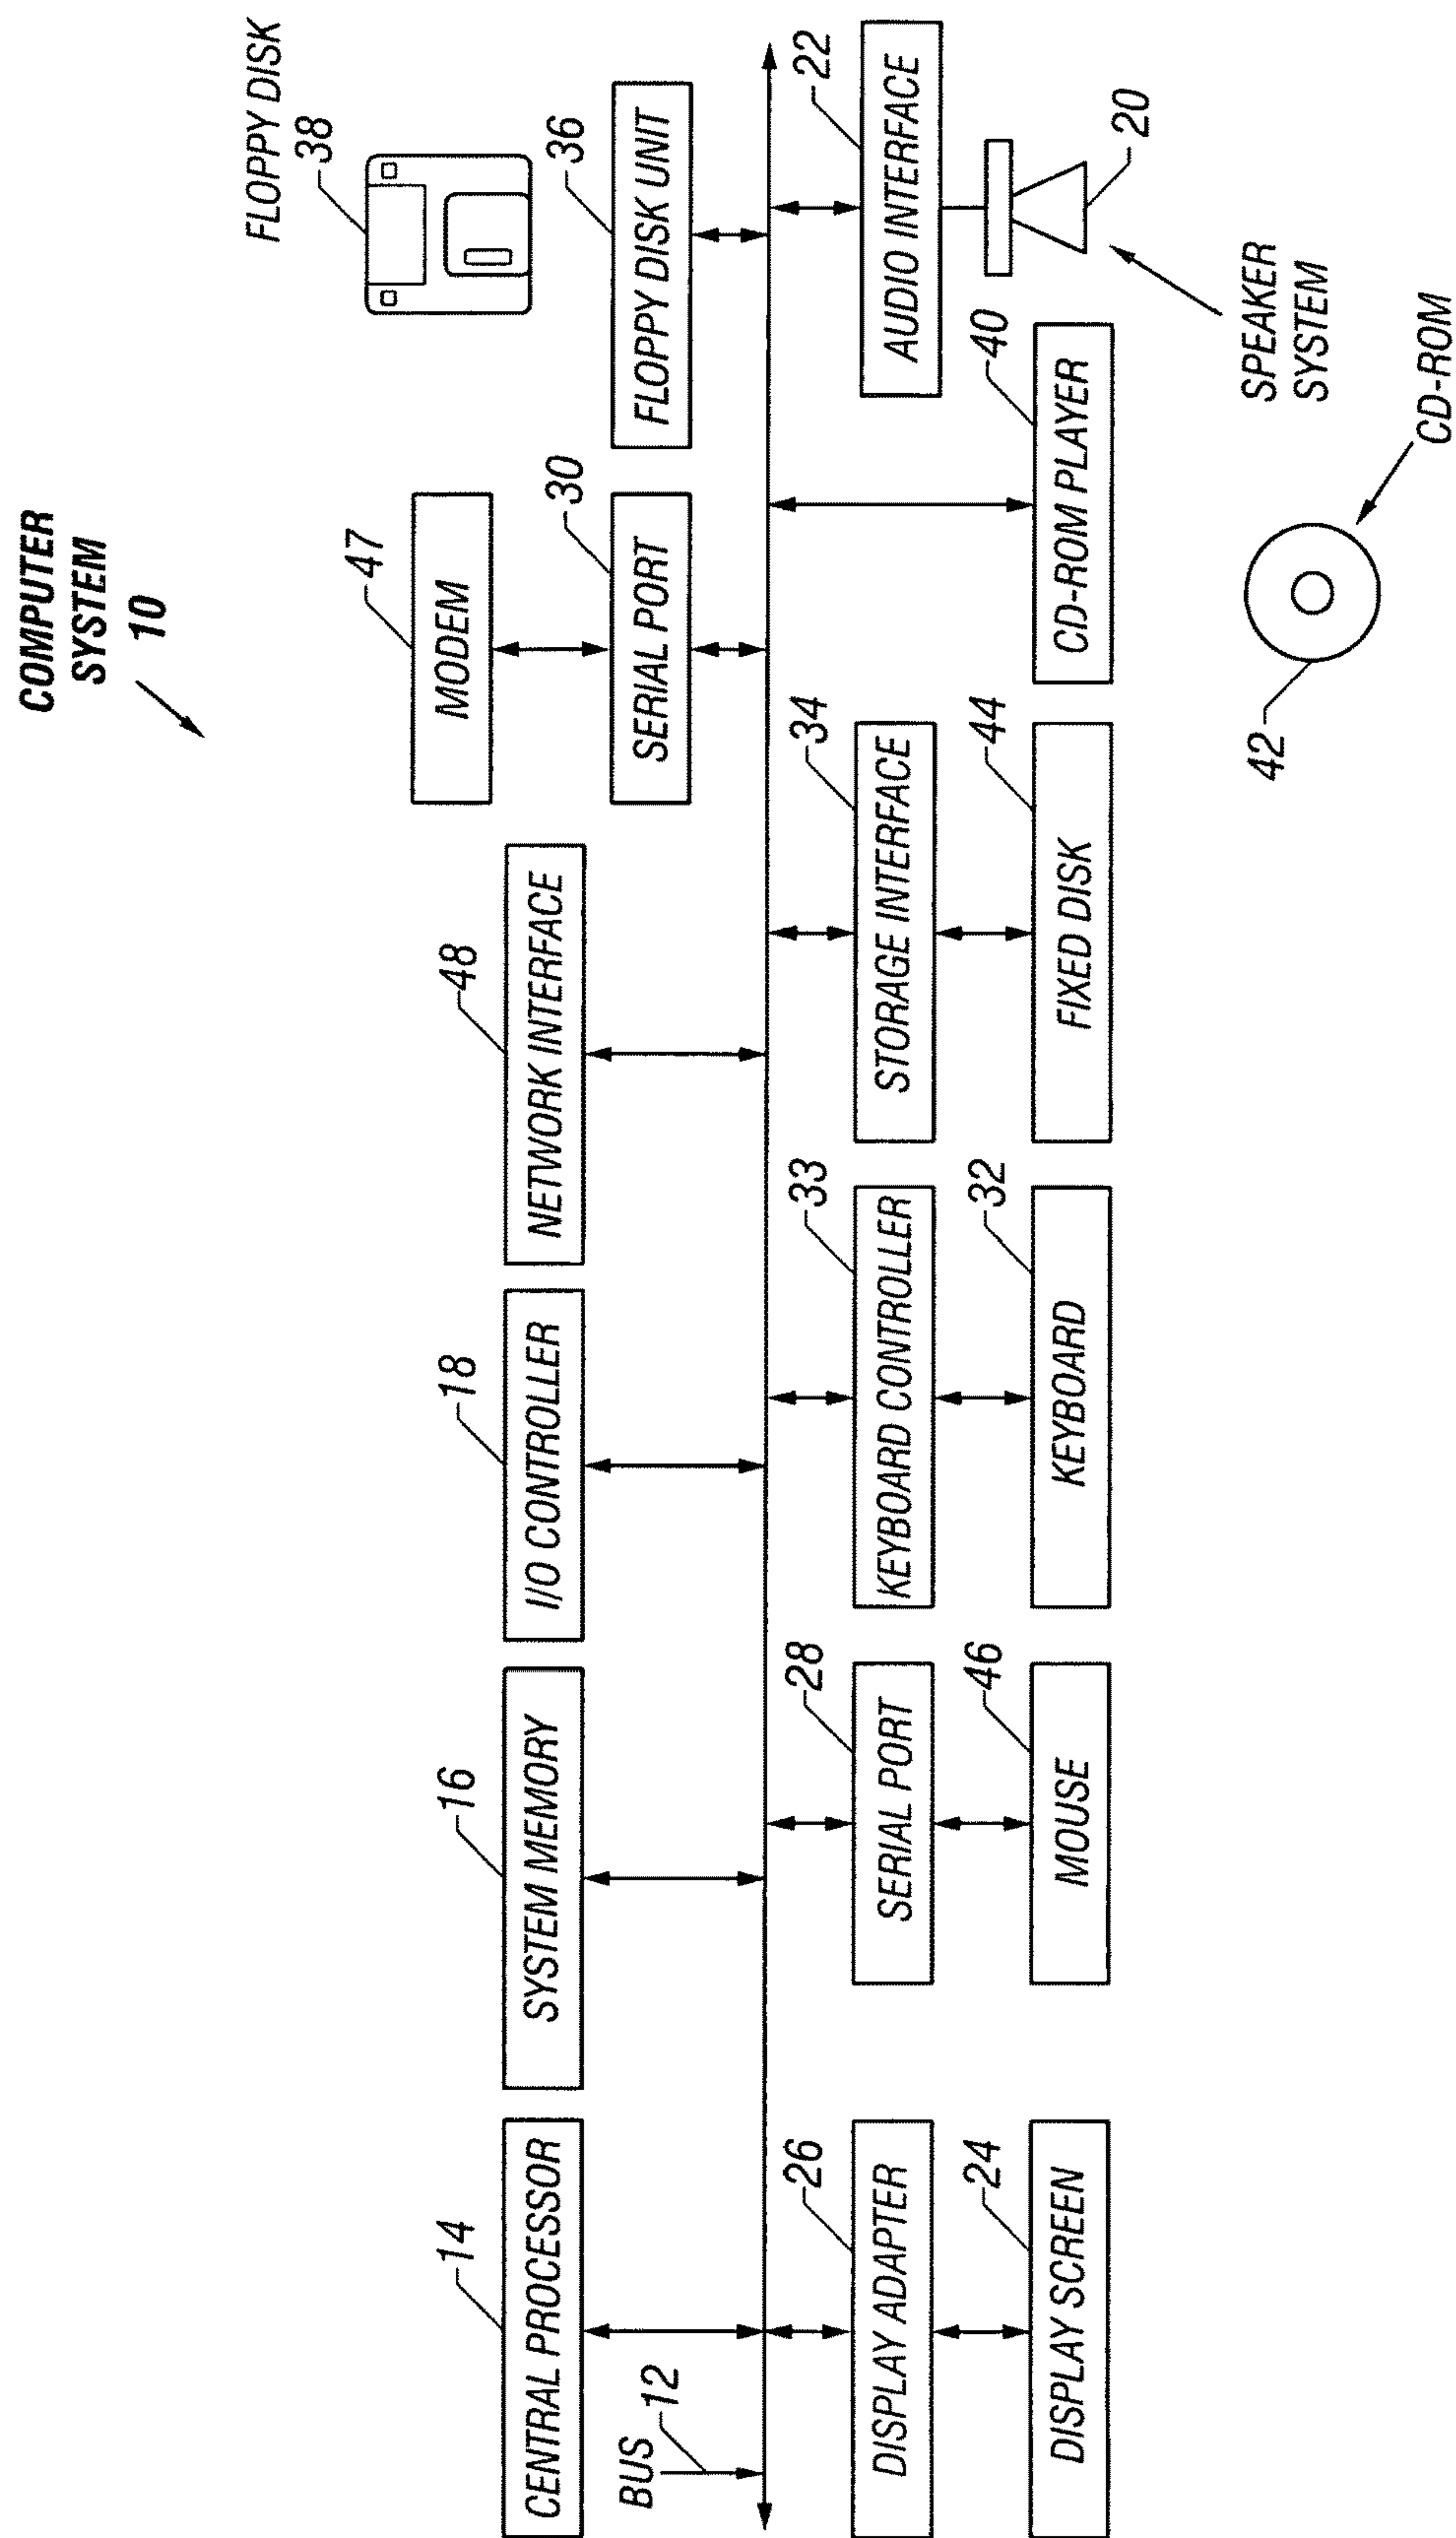 COMPUTER
SYSTEM
10
FLOPPY DISK
38
47
MODEM
14
CENTRAL PROCESSOR
16
SYSTEM MEMORY
18
I/O CONTROLLER
48
NETWORK INTERFACE
30
SERIAL PORT
36
FLOPPY DISK UNIT
BUS
12
26
DISPLAY ADAPTER
28
SERIAL PORT
33
KEYBOARD CONTROLLER
34
STORAGE INTERFACE
22
AUDIO INTERFACE
24
DISPLAY SCREEN
46
MOUSE
32
KEYBOARD
44
FIXED DISK
40
CD-ROM PLAYER
20
SPEAKER
SYSTEM
42
CD-ROM